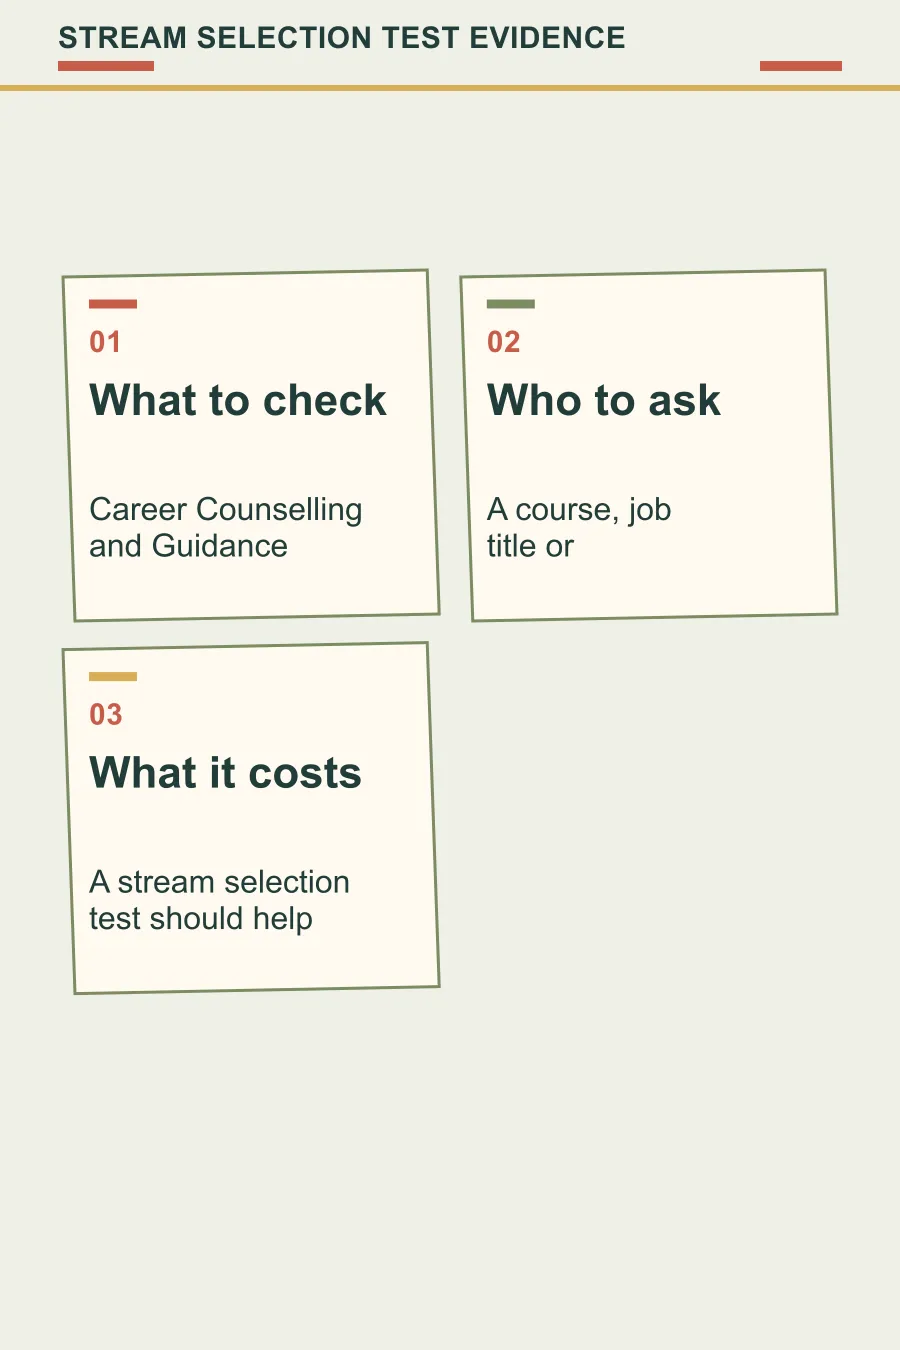 STREAM SELECTION TEST EVIDENCE
01
What to check
Career Counselling
and Guidance
02
Who to ask
A course, job
title or
03
What it costs
A stream selection
test should help